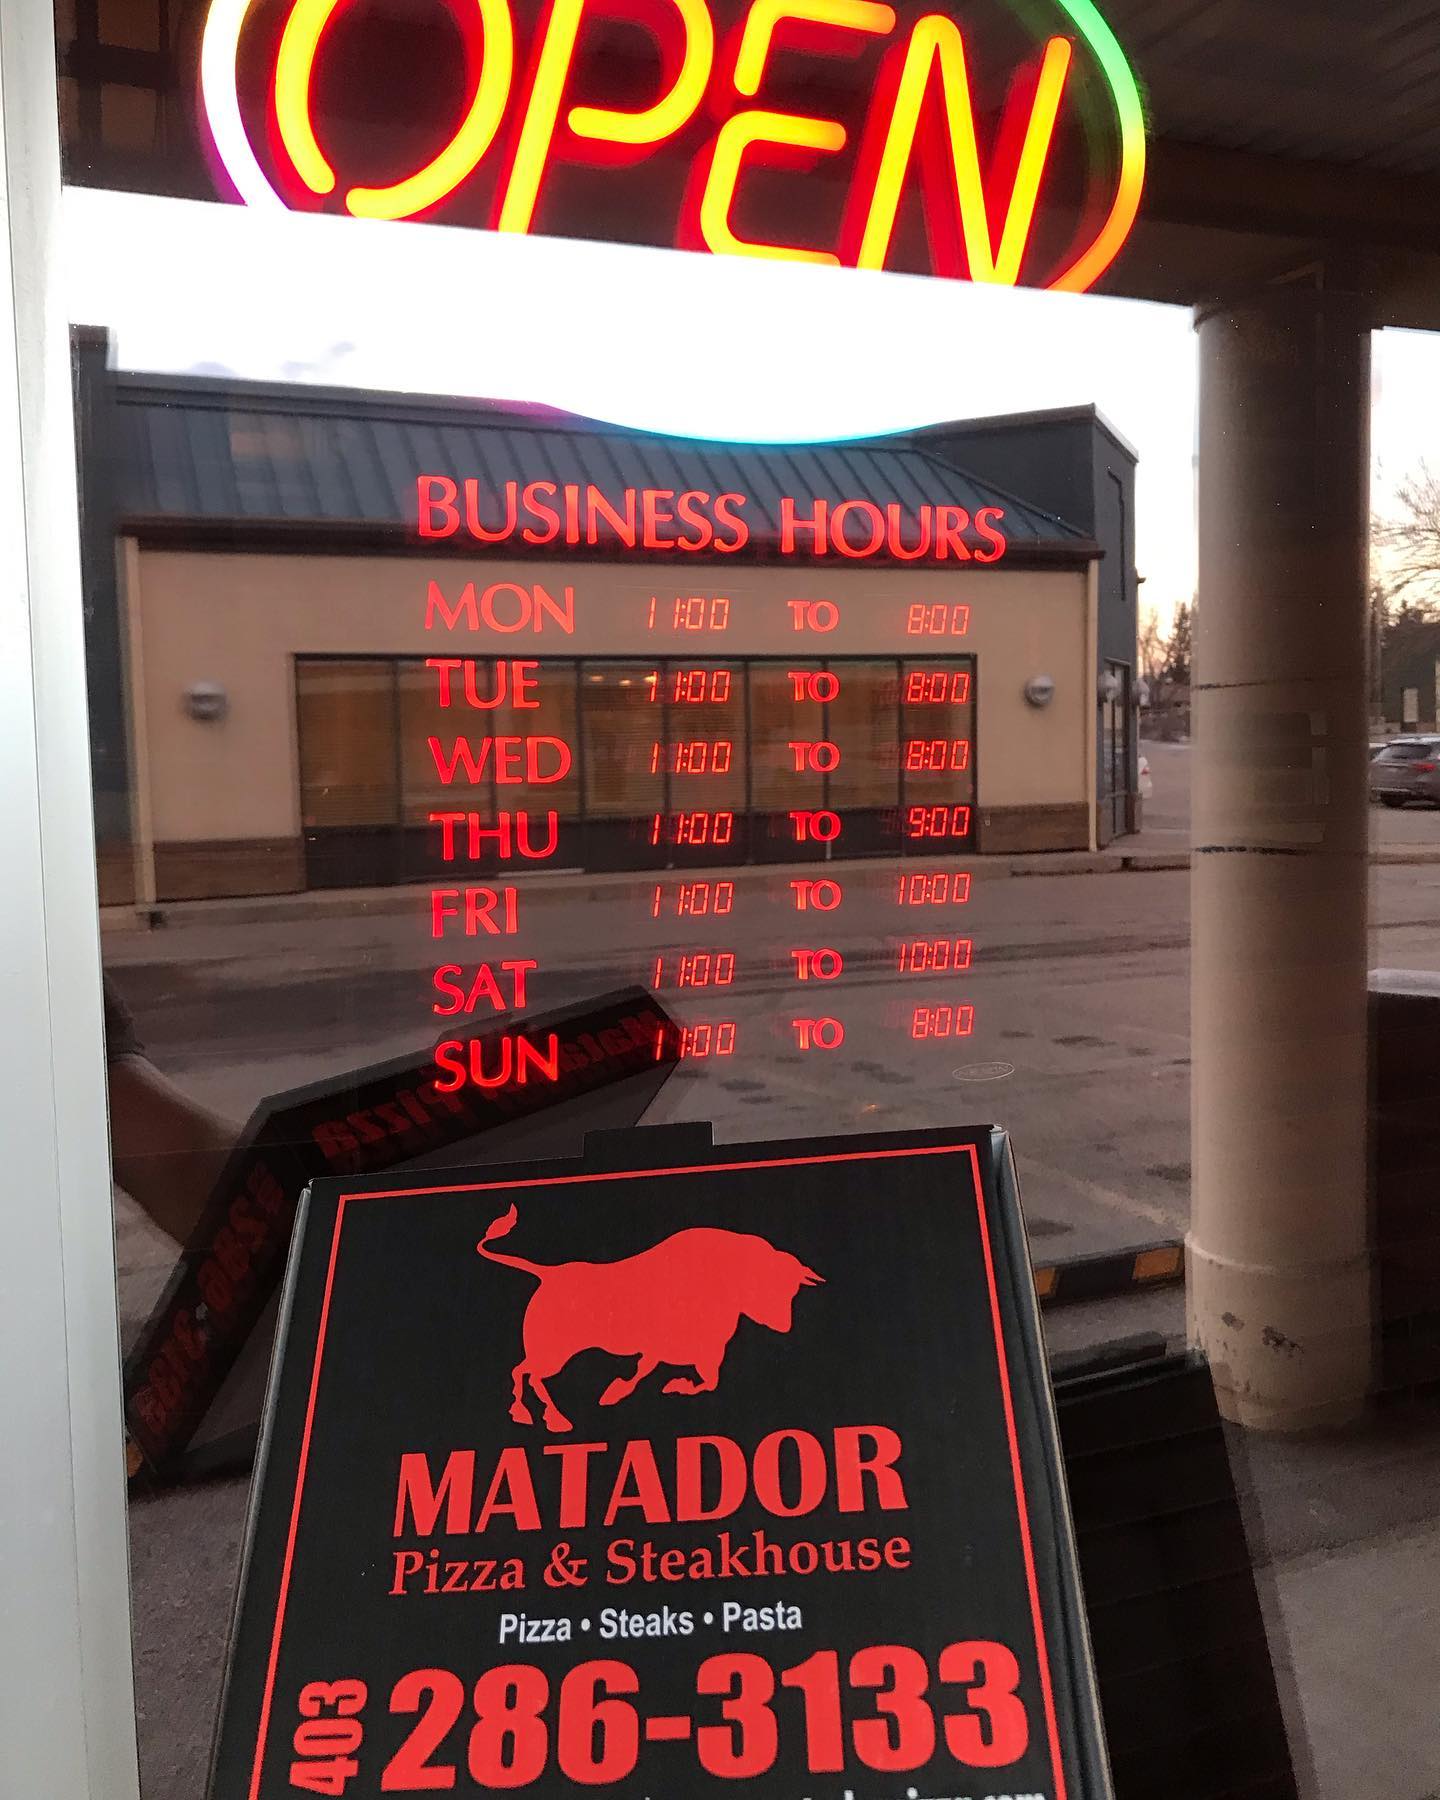 OPEN
BUSINESS HOURS
MON 11:00 TO 8:00
TUE 11:00 TO 8:00
WED 11:00 TO 8:00
THU 11:00 TO 9:00
FRI 11:00 TO 10:00
SAT 11:00 TO 10:00
SUN 11:00 TO 8:00
MATADOR
Pizza & Steakhouse
Pizza • Steaks • Pasta
403 286-3133